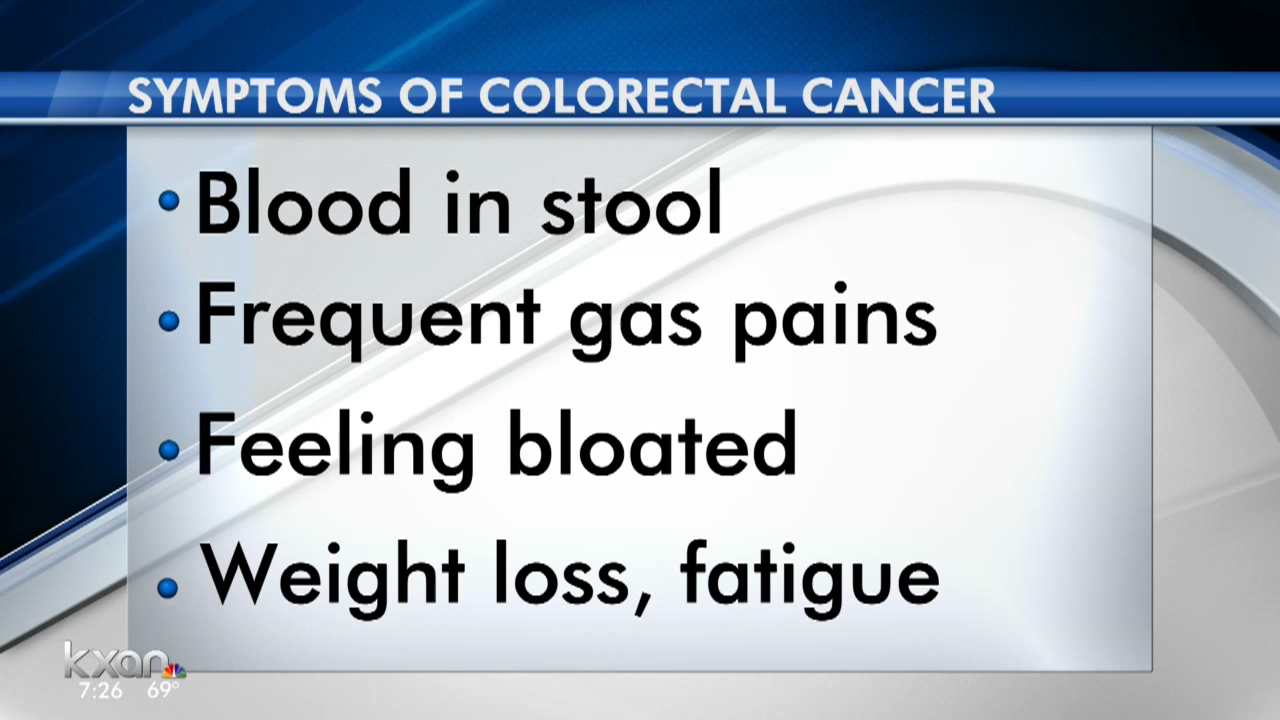 SYMPTOMS OF COLORECTAL CANCER
• Blood in stool
• Frequent gas pains
• Feeling bloated
• Weight loss, fatigue
kxan
7:26 69°